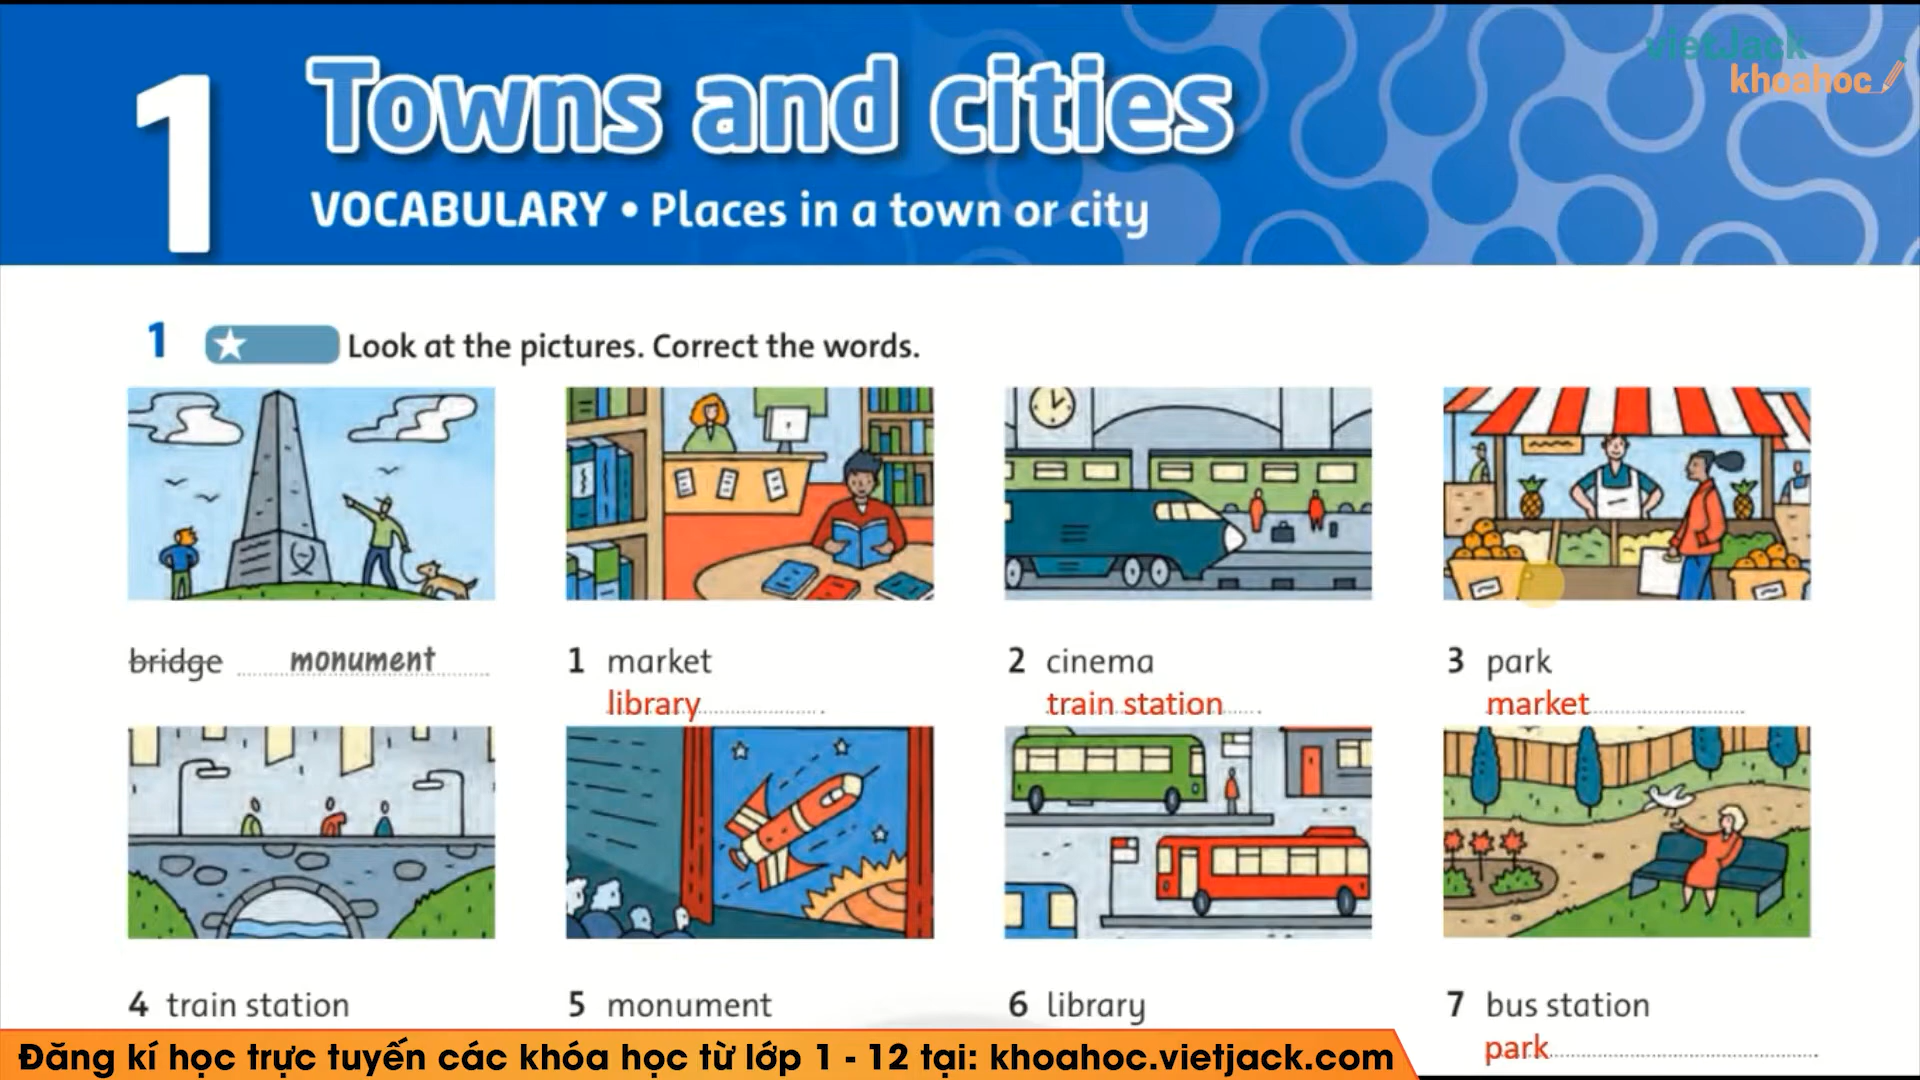 vietJack
khoahoc
1
Towns and cities
VOCABULARY • Places in a town or city
1 Look at the pictures. Correct the words.
bridge monument
1 market
library
2 cinema
train station
3 park
market
4 train station
5 monument
6 library
7 bus station
park
Đăng kí học trực tuyến các khóa học từ lớp 1 - 12 tại: khoahoc.vietjack.com